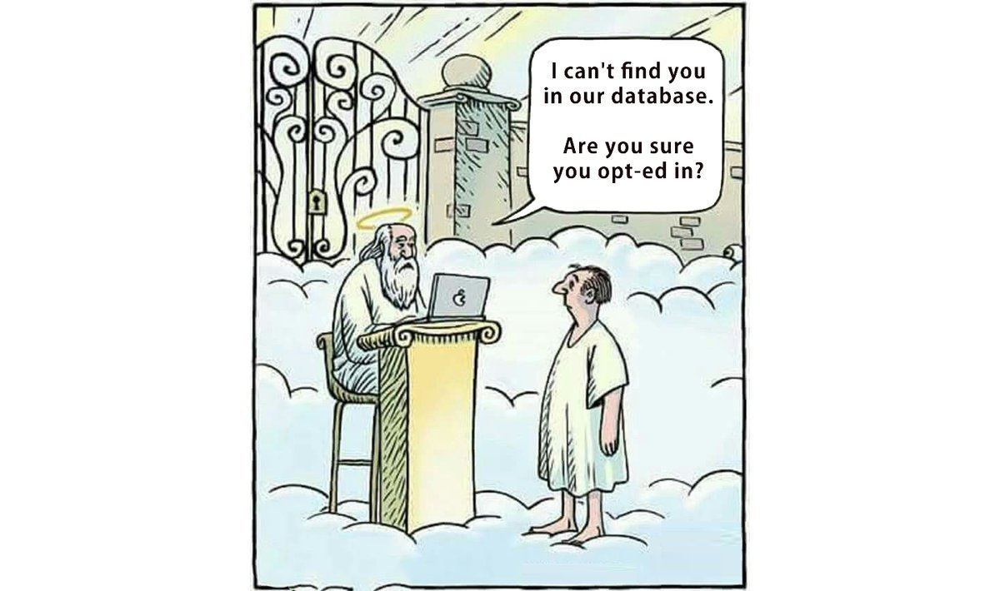 I can't find you
in our database.
Are you sure
you opt-ed in?